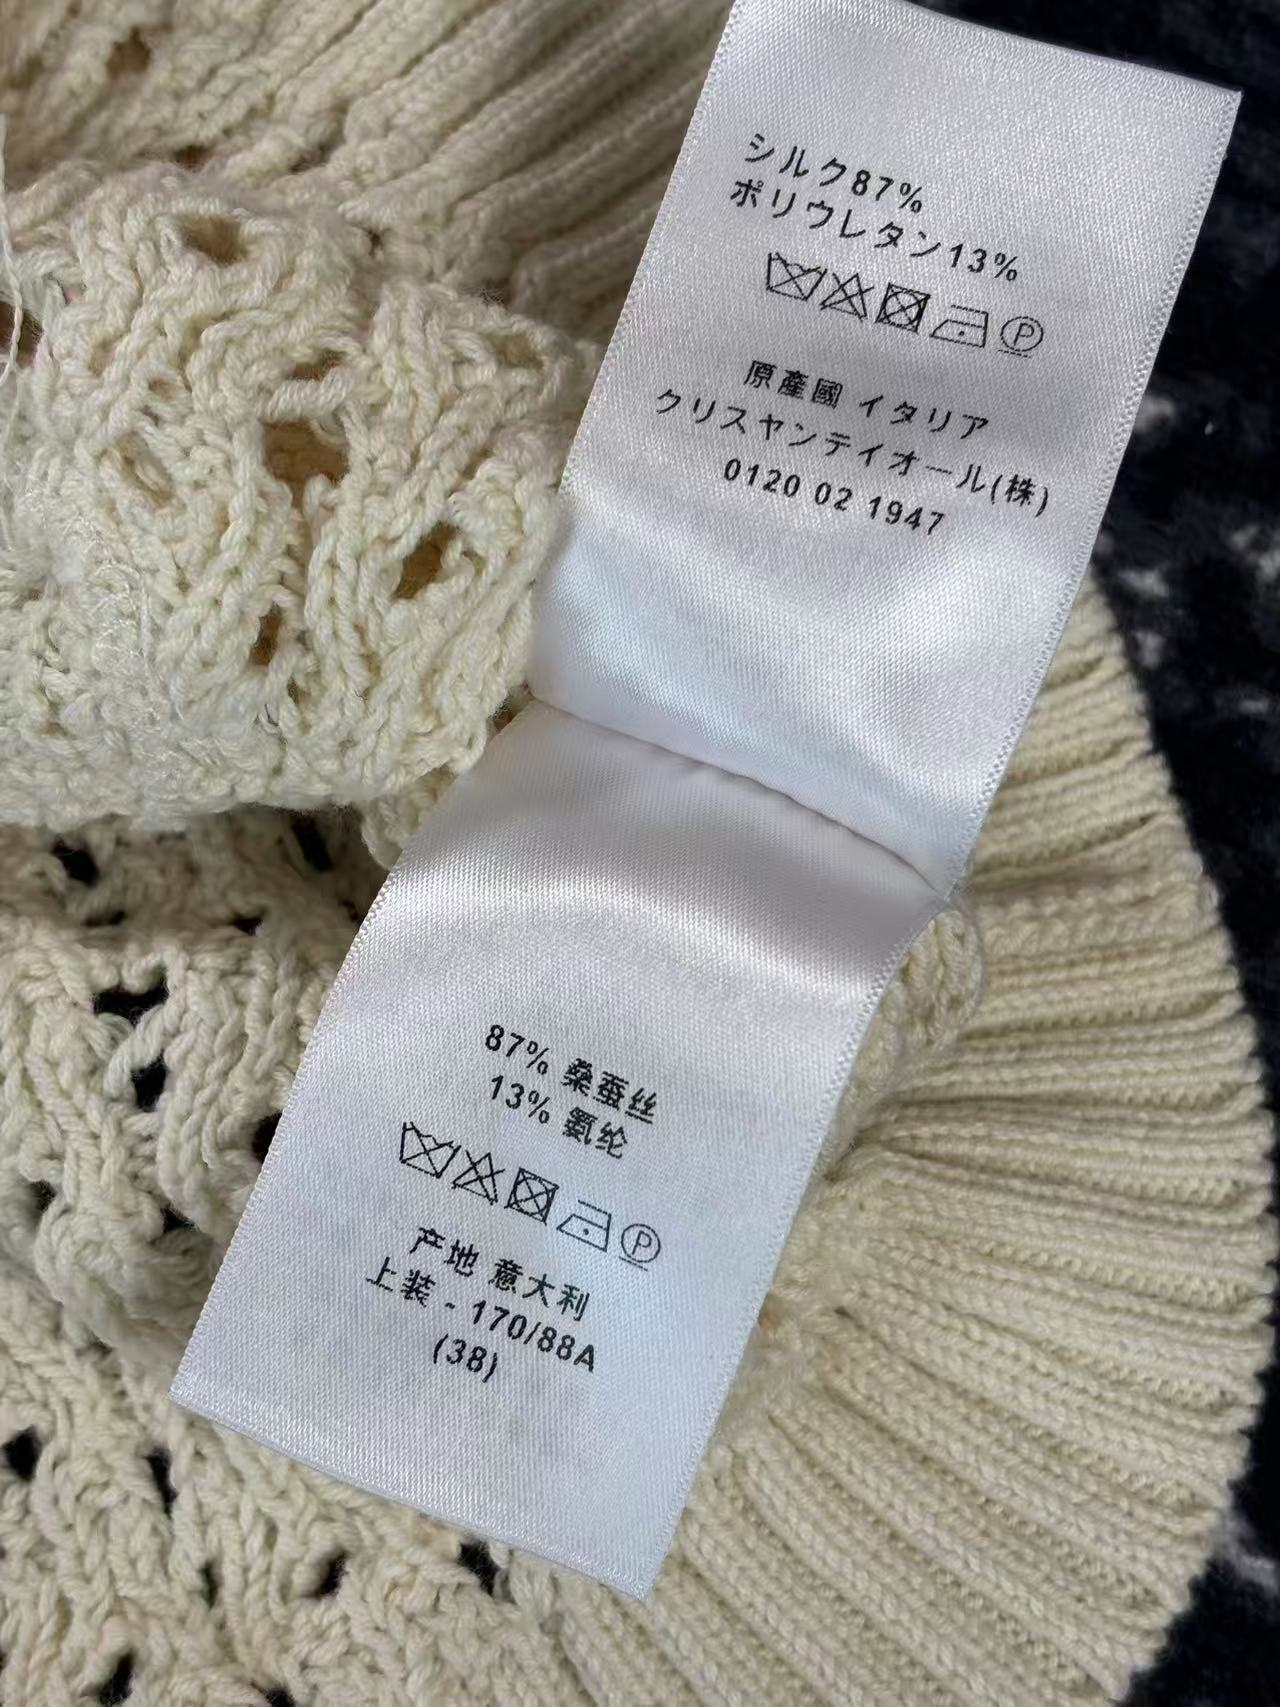 シルク87%
ポリウレタン13%
P
原產國 イタリア
クリスヤンテイオール(株)
0120 02 1947
87% 桑蚕丝
13% 氨纶
P
产地 意大利
上装 - 170/88A
(38)